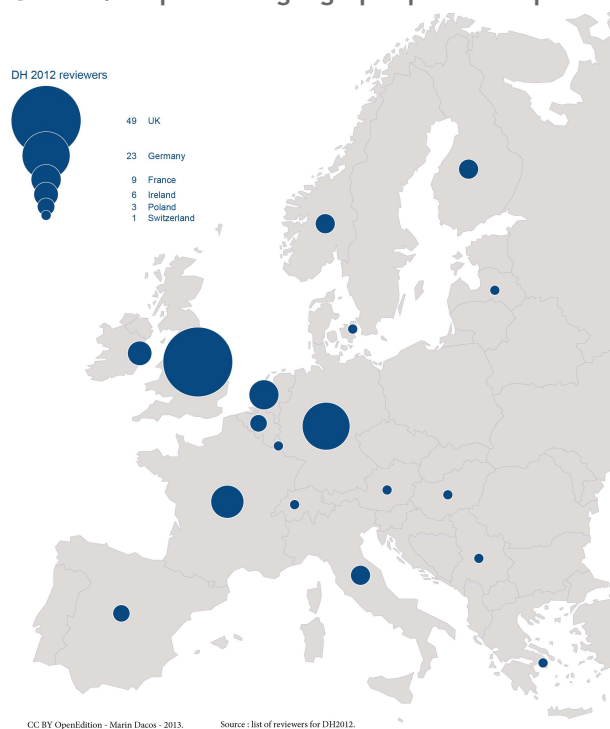 DH 2012 reviewers
49 UK
23 Germany
9 France
6 Ireland
3 Poland
1 Switzerland
CC BY OpenEdition - Marin Dacos - 2013. Source : list of reviewers for DH2012.